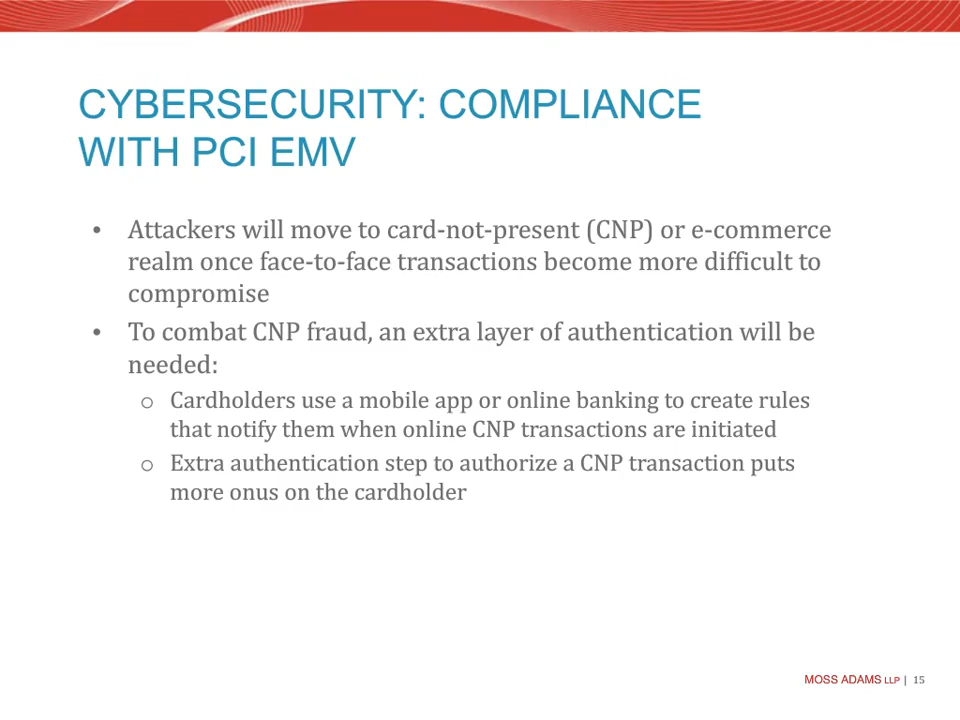 CYBERSECURITY: COMPLIANCE
WITH PCI EMV
• Attackers will move to card-not-present (CNP) or e-commerce
realm once face-to-face transactions become more difficult to
compromise
• To combat CNP fraud, an extra layer of authentication will be
needed:
o Cardholders use a mobile app or online banking to create rules
that notify them when online CNP transactions are initiated
o Extra authentication step to authorize a CNP transaction puts
more onus on the cardholder
MOSS ADAMS LLP | 15